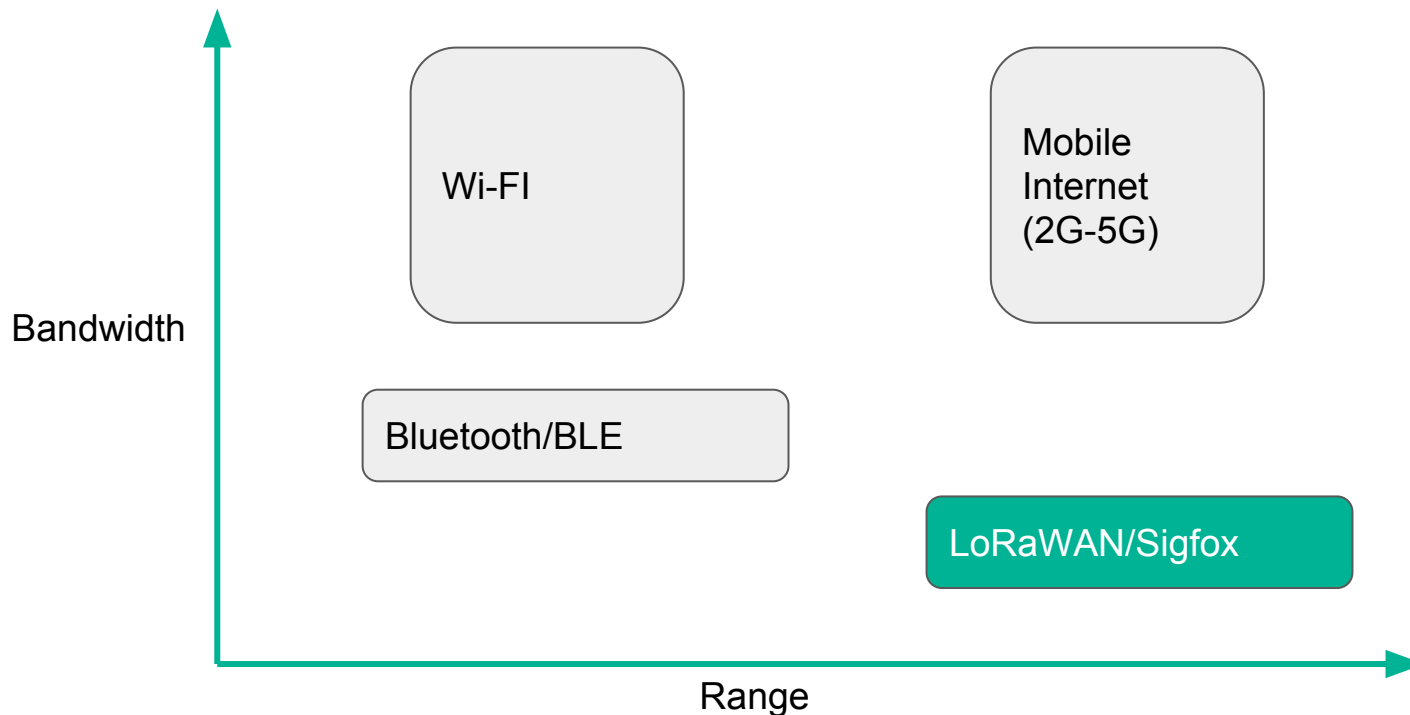 Wi-FI
Mobile
Internet
(2G-5G)
Bandwidth
Bluetooth/BLE
LoRaWAN/Sigfox
Range